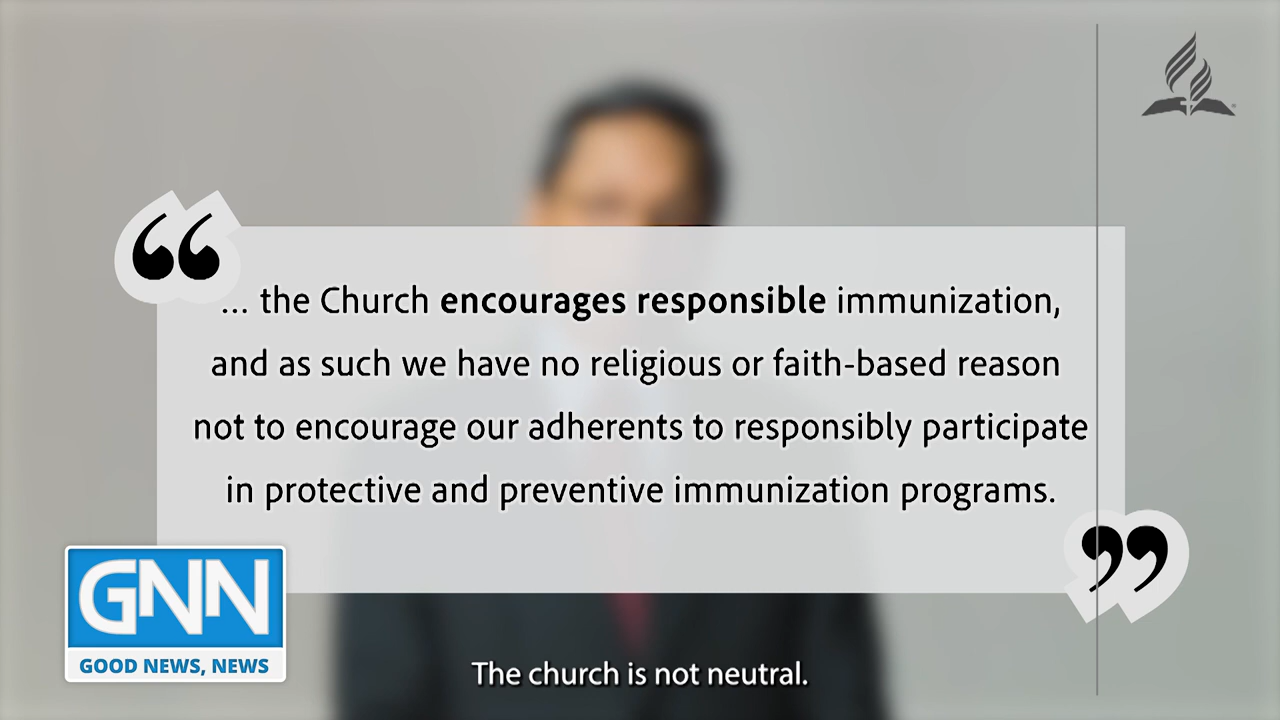 “
… the Church encourages responsible immunization,
and as such we have no religious or faith-based reason
not to encourage our adherents to responsibly participate
in protective and preventive immunization programs.
”
GNN
GOOD NEWS, NEWS
The church is not neutral.